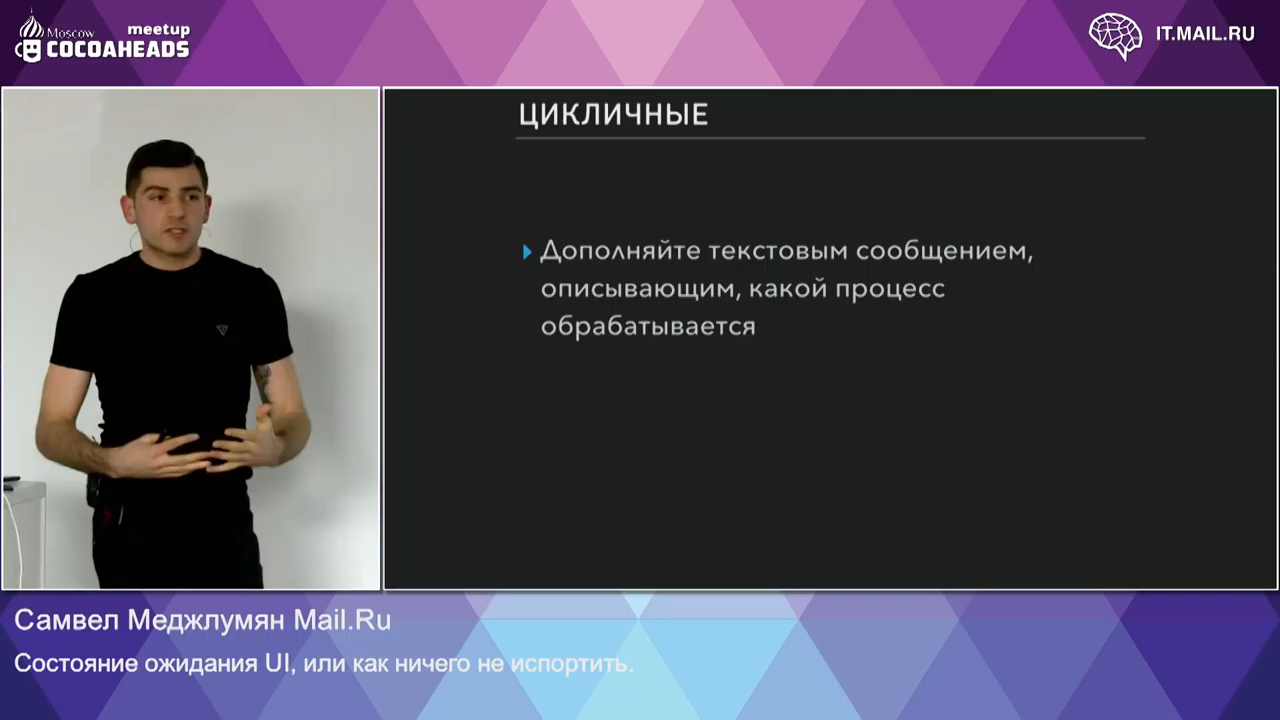 Moscow meetup
COCOAHEADS
IT.MAIL.RU
ЦИКЛИЧНЫЕ
Дополняйте текстовым сообщением,
описывающим, какой процесс
обрабатывается
Самвел Меджлумян Mail.Ru
Состояние ожидания UI, или как ничего не испортить.